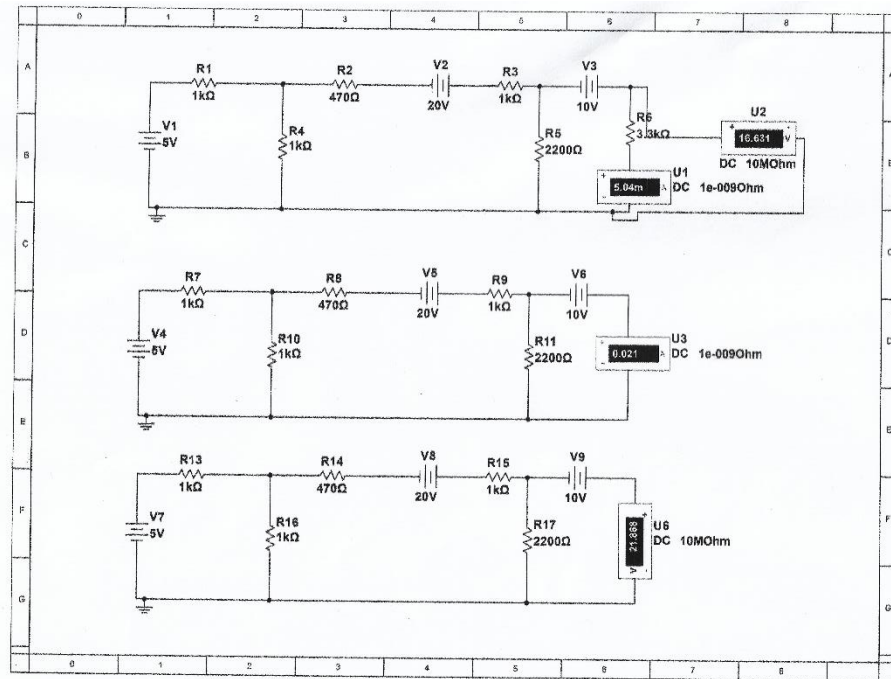 0 1 2 3 4 5 6 7 8
A
B
C
D
E
F
G
R1
1kΩ
R2
470Ω
V2
20V
R3
1kΩ
V3
10V
V1
5V
R4
1kΩ
R5
2200Ω
R6
3.3kΩ
U2
+ 16.631 - V
DC 10MOhm
U1
+ 5.04m - A
DC 1e-009Ohm
R7
1kΩ
R8
470Ω
V5
20V
R9
1kΩ
V6
10V
V4
5V
R10
1kΩ
R11
2200Ω
U3
+ 0.021 - A
DC 1e-009Ohm
R13
1kΩ
R14
470Ω
V8
20V
R15
1kΩ
V9
10V
V7
5V
R16
1kΩ
R17
2200Ω
U6
+ 21.868 - V
DC 10MOhm
0 1 2 3 4 5 6 7 8